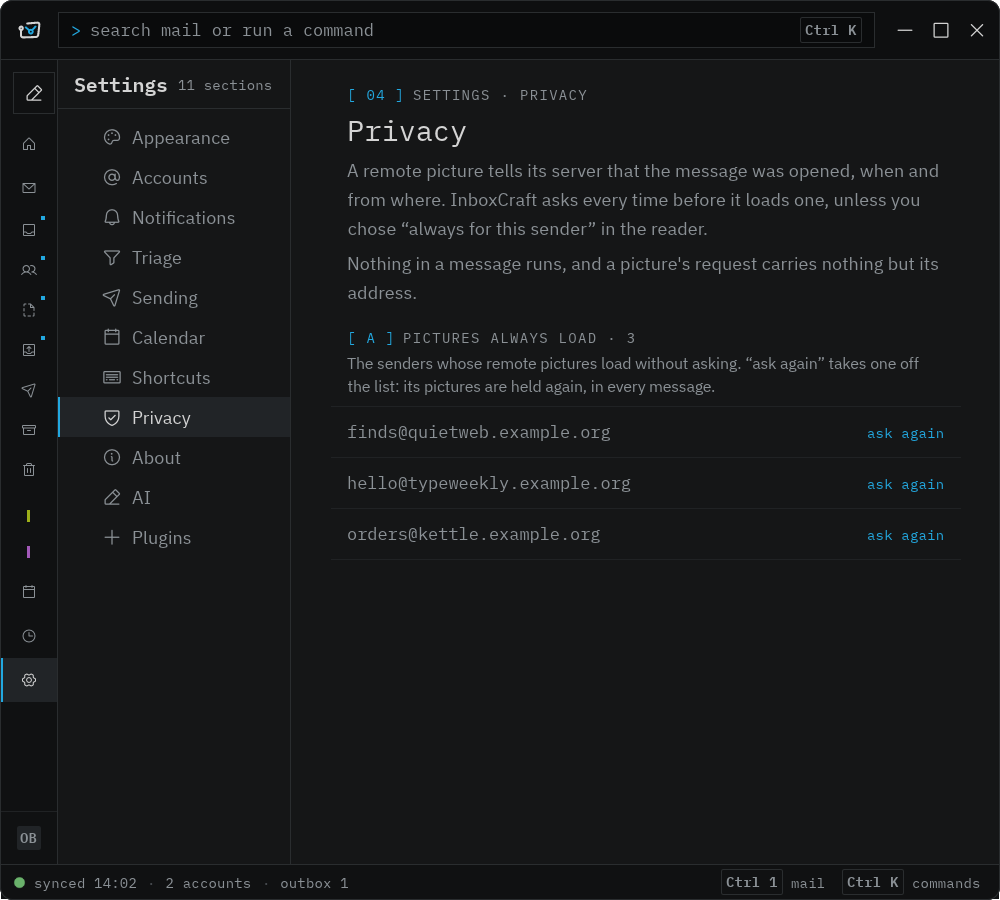 > search mail or run a command Ctrl K
Settings 11 sections
Appearance
Accounts
Notifications
Triage
Sending
Calendar
Shortcuts
Privacy
About
AI
Plugins
[ 04 ] SETTINGS · PRIVACY
Privacy
A remote picture tells its server that the message was opened, when and
from where. InboxCraft asks every time before it loads one, unless you
chose “always for this sender” in the reader.
Nothing in a message runs, and a picture's request carries nothing but its
address.
[ A ] PICTURES ALWAYS LOAD · 3
The senders whose remote pictures load without asking. “ask again” takes one off
the list: its pictures are held again, in every message.
finds@quietweb.example.org ask again
hello@typeweekly.example.org ask again
orders@kettle.example.org ask again
OB
synced 14:02 · 2 accounts · outbox 1 Ctrl 1 mail Ctrl K commands